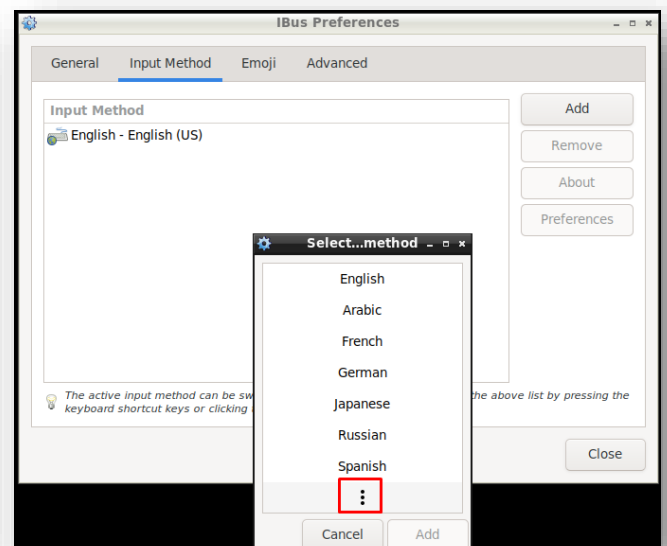 IBus Preferences
General Input Method Emoji Advanced
Input Method
English - English (US)
Add
Remove
About
Preferences
Select...method
English
Arabic
French
German
Japanese
Russian
Spanish
Cancel Add
The active input method can be sw the above list by pressing the
keyboard shortcut keys or clicking
Close